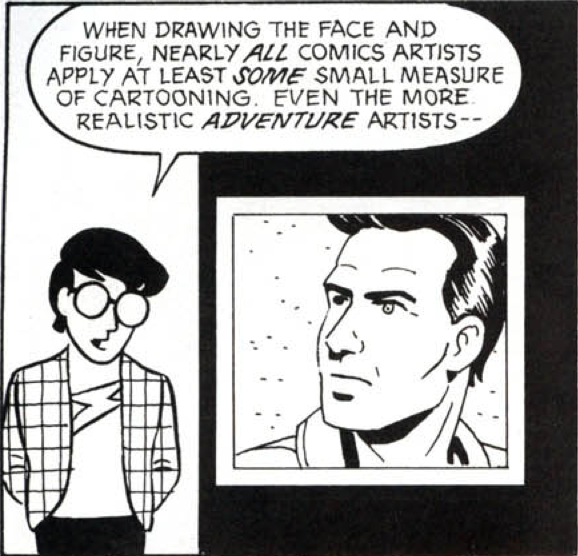 WHEN DRAWING THE FACE AND
FIGURE, NEARLY ALL COMICS ARTISTS
APPLY AT LEAST SOME SMALL MEASURE
OF CARTOONING. EVEN THE MORE
REALISTIC ADVENTURE ARTISTS--